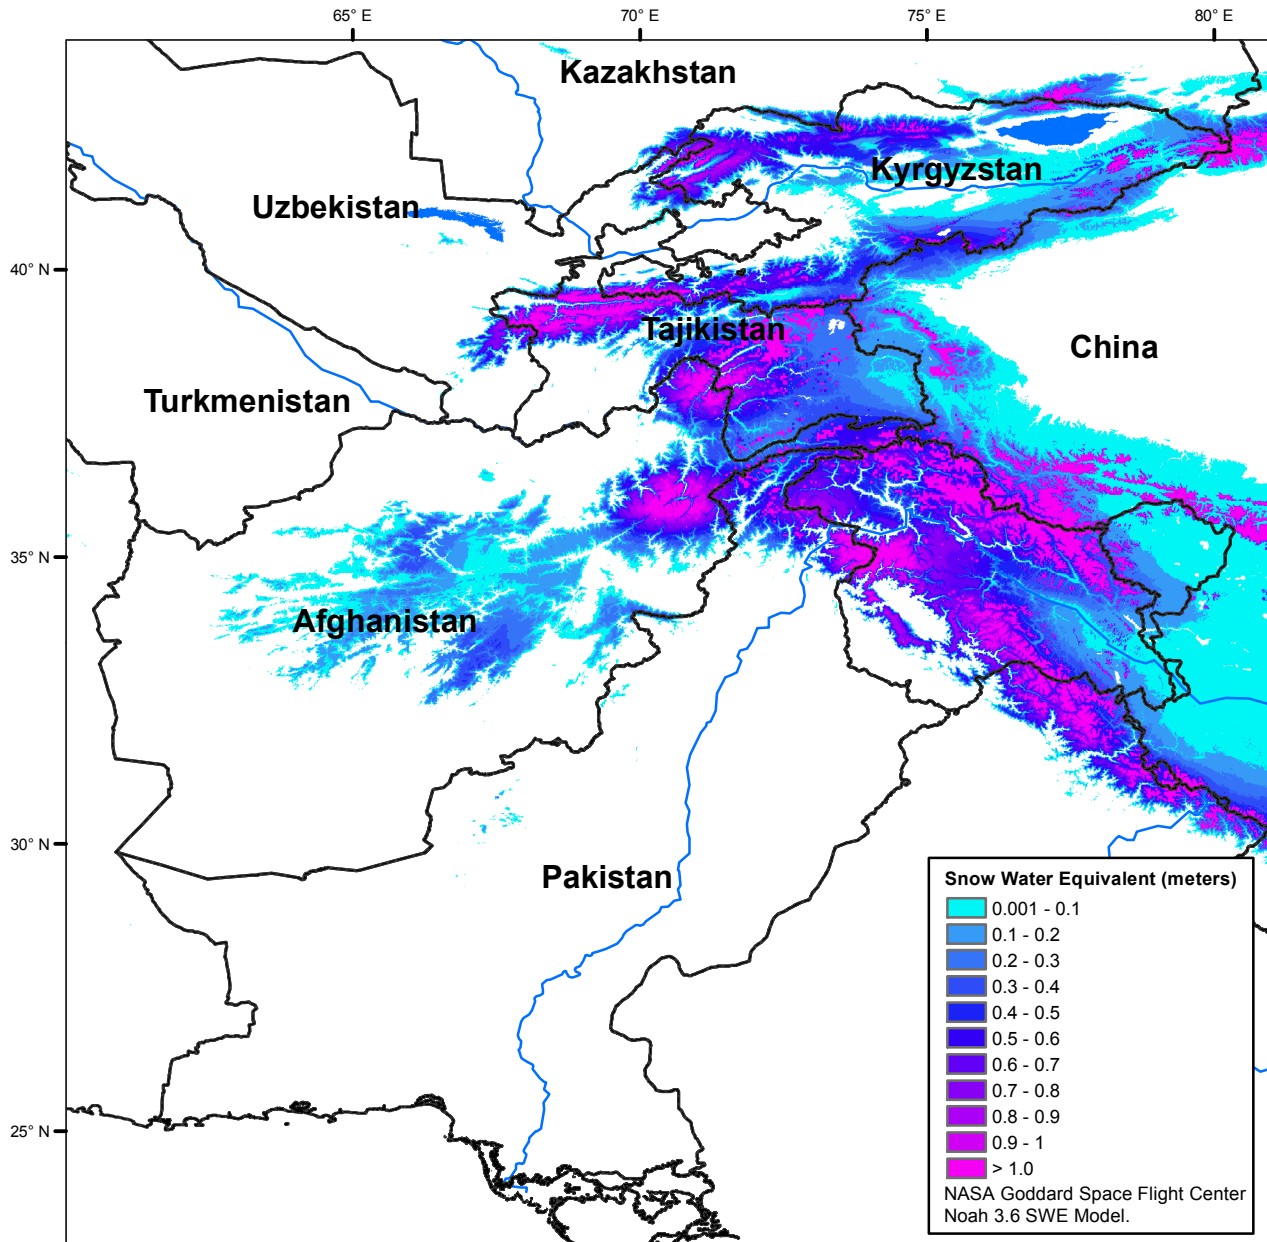 65° E
70° E
75° E
80° E
Kazakhstan
Kyrgyzstan
Uzbekistan
40° N
Tajikistan
China
Turkmenistan
35° N
Afghanistan
30° N
Pakistan
25° N
Snow Water Equivalent (meters)
0.001 - 0.1
0.1 - 0.2
0.2 - 0.3
0.3 - 0.4
0.4 - 0.5
0.5 - 0.6
0.6 - 0.7
0.7 - 0.8
0.8 - 0.9
0.9 - 1
> 1.0
NASA Goddard Space Flight Center
Noah 3.6 SWE Model.